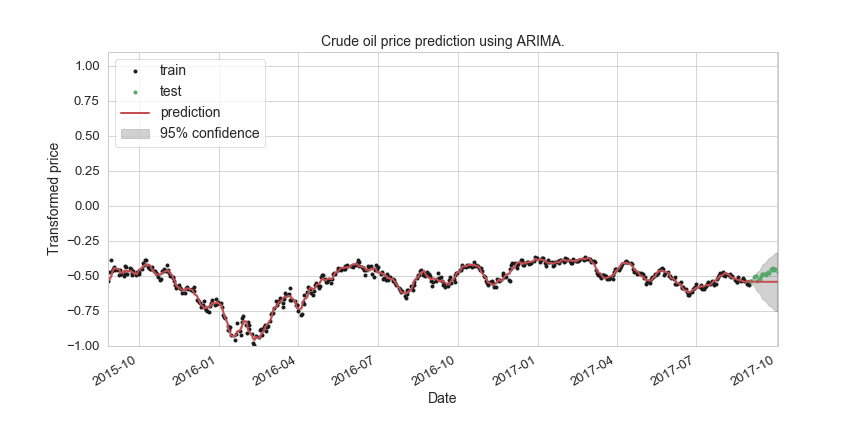 Crude oil price prediction using ARIMA.
1.00
0.75
0.50
0.25
0.00
−0.25
−0.50
−0.75
−1.00
Transformed price
train
test
prediction
95% confidence
2015-10
2016-01
2016-04
2016-07
2016-10
2017-01
2017-04
2017-07
2017-10
Date